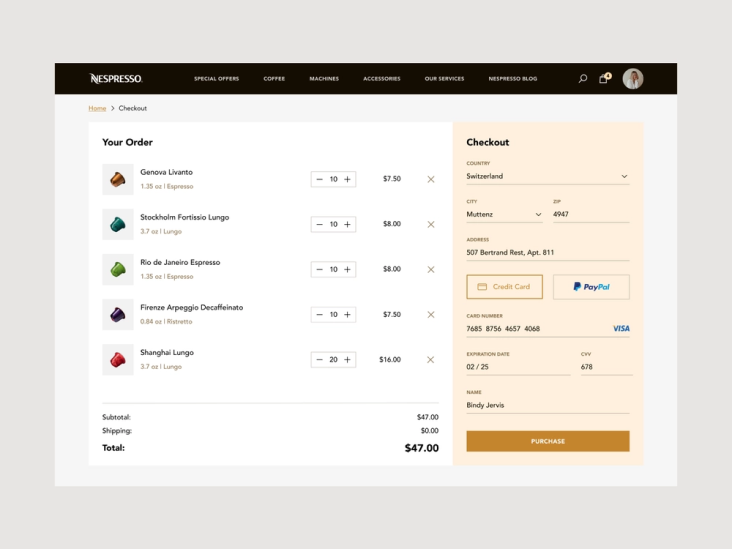 NESPRESSO.
SPECIAL OFFERS
COFFEE
MACHINES
ACCESSORIES
OUR SERVICES
NESPRESSO BLOG
4
Home > Checkout
Your Order
Genova Livanto
1.35 oz | Espresso
— 10 +
$7.50
Stockholm Fortissio Lungo
3.7 oz | Lungo
— 10 +
$8.00
Rio de Janeiro Espresso
1.35 oz | Espresso
— 10 +
$8.00
Firenze Arpeggio Decaffeinato
0.84 oz | Ristretto
— 10 +
$7.50
Shanghai Lungo
3.7 oz | Lungo
— 20 +
$16.00
Subtotal: $47.00
Shipping: $0.00
Total: $47.00
Checkout
COUNTRY
Switzerland
CITY ZIP
Muttenz 4947
ADDRESS
507 Bertrand Rest, Apt. 811
Credit Card
PayPal
CARD NUMBER
7685 8756 4657 4068 VISA
EXPIRATION DATE CVV
02 / 25 678
NAME
Bindy Jervis
PURCHASE